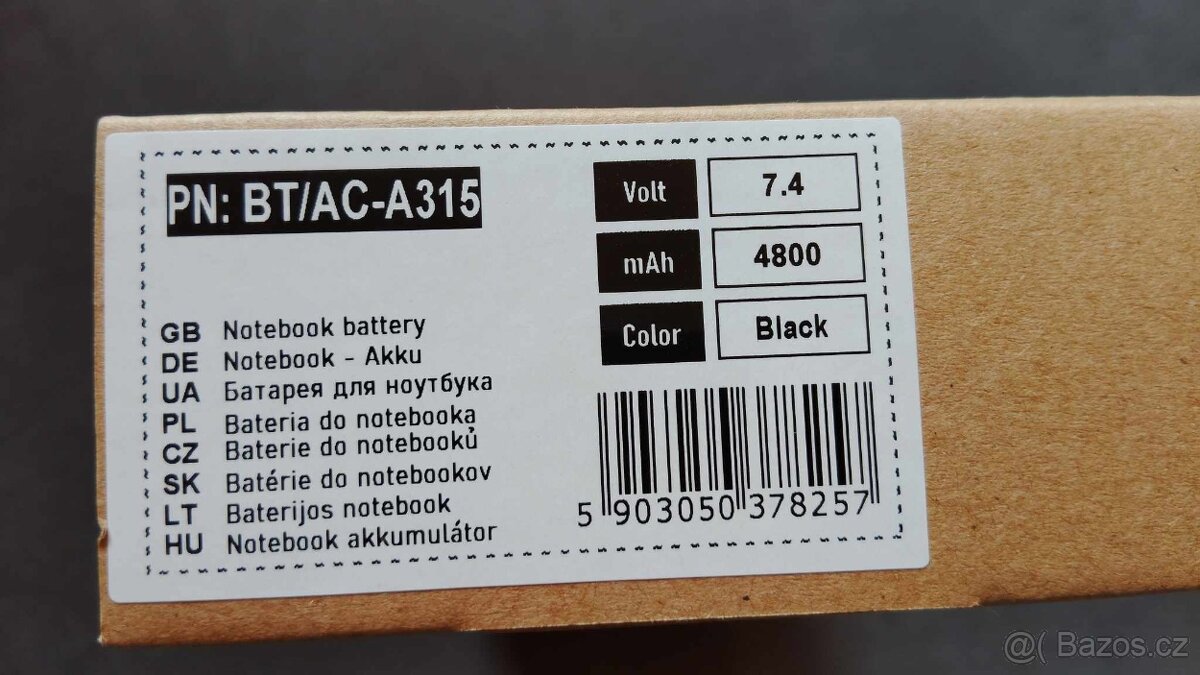 PN: BT/AC-A315
Volt 7.4
mAh 4800
Color Black
GB Notebook battery
DE Notebook - Akku
UA Батарея для ноутбука
PL Bateria do notebooka
CZ Baterie do notebooků
SK Batérie do notebookov
LT Baterijos notebook
HU Notebook akkumulátor
5 903050 378257
@( Bazos.cz